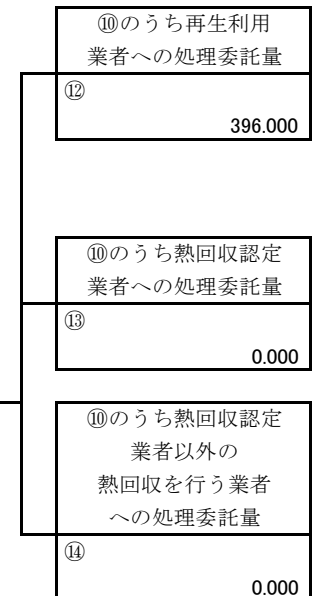 ⑩のうち再生利用
業者への処理委託量
⑫
396.000
⑩のうち熱回収認定
業者への処理委託量
⑬
0.000
⑩のうち熱回収認定
業者以外の
熱回収を行う業者
への処理委託量
⑭
0.000